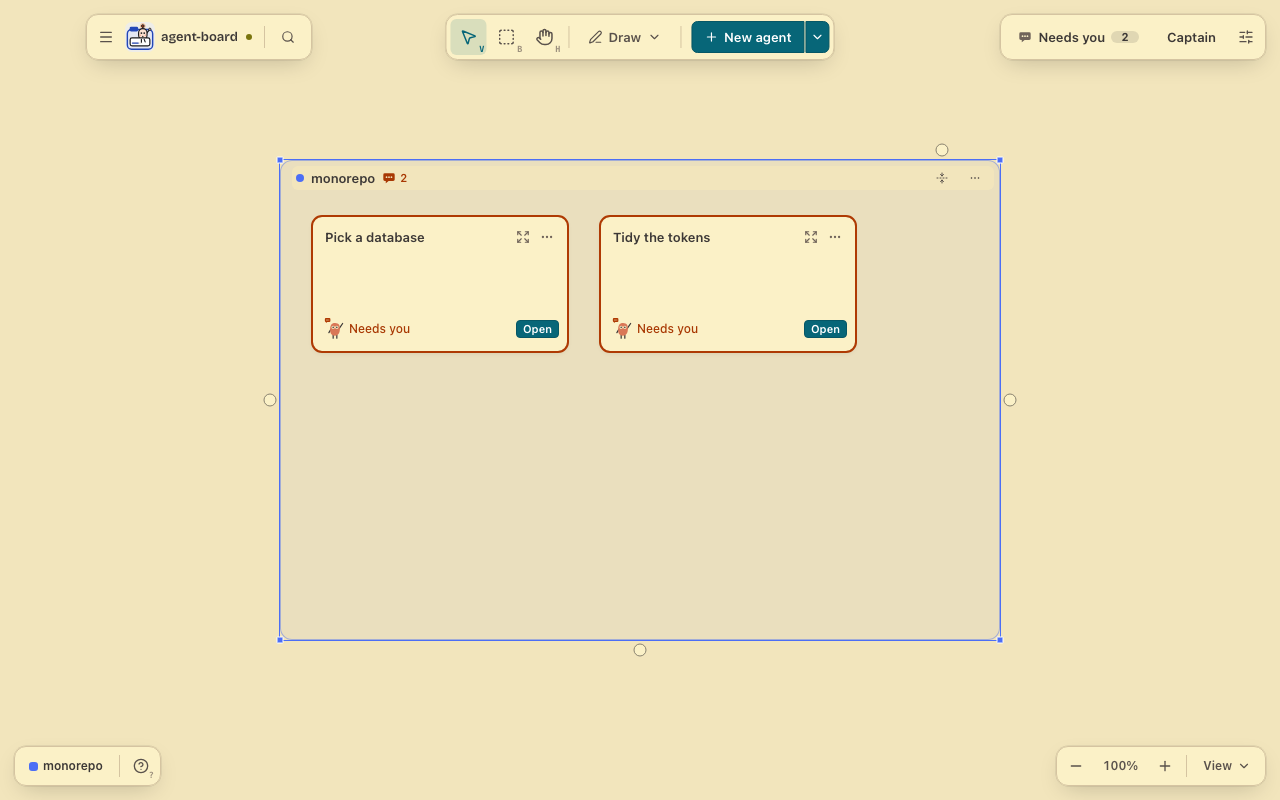 agent-board
V
B
H
Draw
New agent
Needs you 2
Captain
monorepo 2
Pick a database
Needs you
Open
Tidy the tokens
Needs you
Open
monorepo
?
100%
View